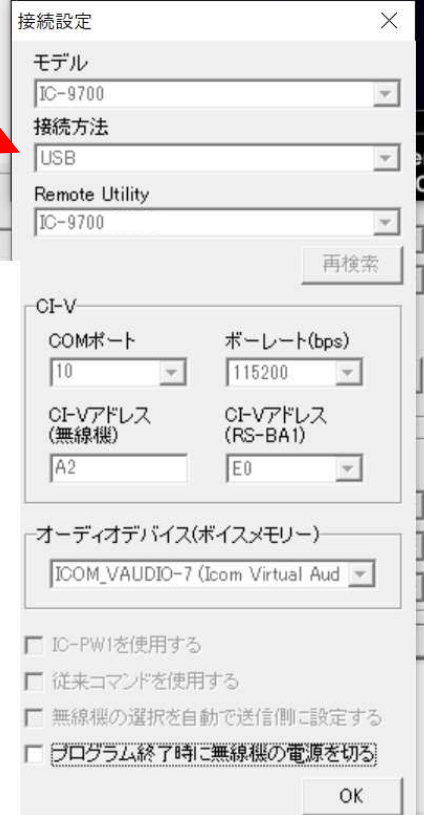 接続設定
モデル
IC-9700
接続方法
USB
Remote Utility
IC-9700
再検索
CI-V
COMポート
ボーレート(bps)
10
115200
CI-Vアドレス
(無線機)
CI-Vアドレス
(RS-BA1)
A2
E0
オーディオデバイス(ボイスメモリー)
ICOM_VAUDIO-7 (Icom Virtual Aud
IC-PW1を使用する
従来コマンドを使用する
無線機の選択を自動で送信側に設定する
プログラム終了時に無線機の電源を切る
OK